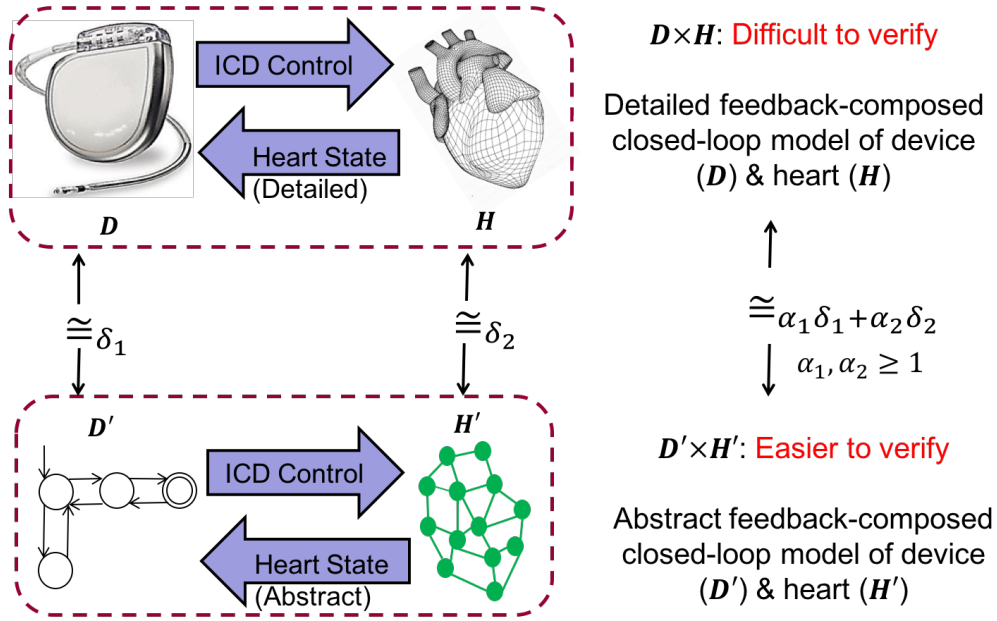 ICD Control
Heart State
(Detailed)
D
H
D×H: Difficult to verify
Detailed feedback-composed
closed-loop model of device
(D) & heart (H)
≅δ₁
≅δ₂
≅α₁δ₁+α₂δ₂
α₁, α₂ ≥ 1
D′
H′
ICD Control
Heart State
(Abstract)
D′×H′: Easier to verify
Abstract feedback-composed
closed-loop model of device
(D′) & heart (H′)